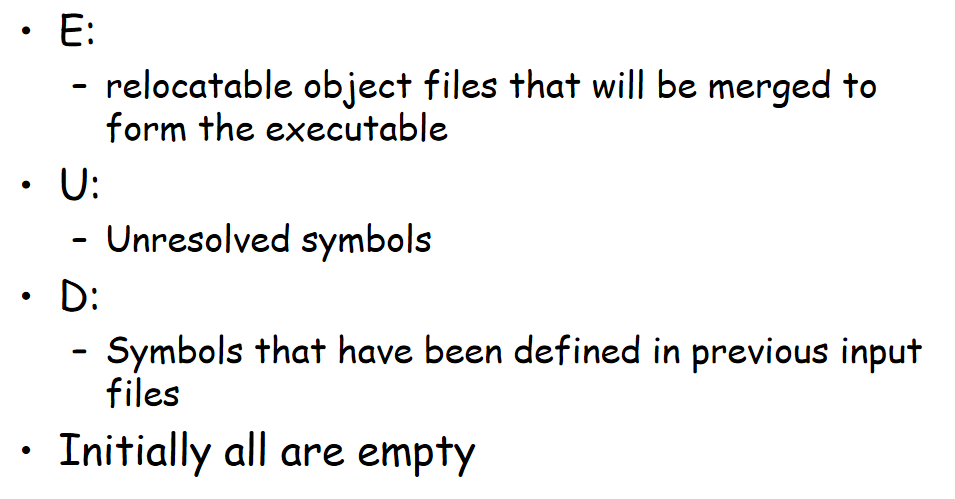 • E:
– relocatable object files that will be merged to
form the executable
• U:
– Unresolved symbols
• D:
– Symbols that have been defined in previous input
files
• Initially all are empty